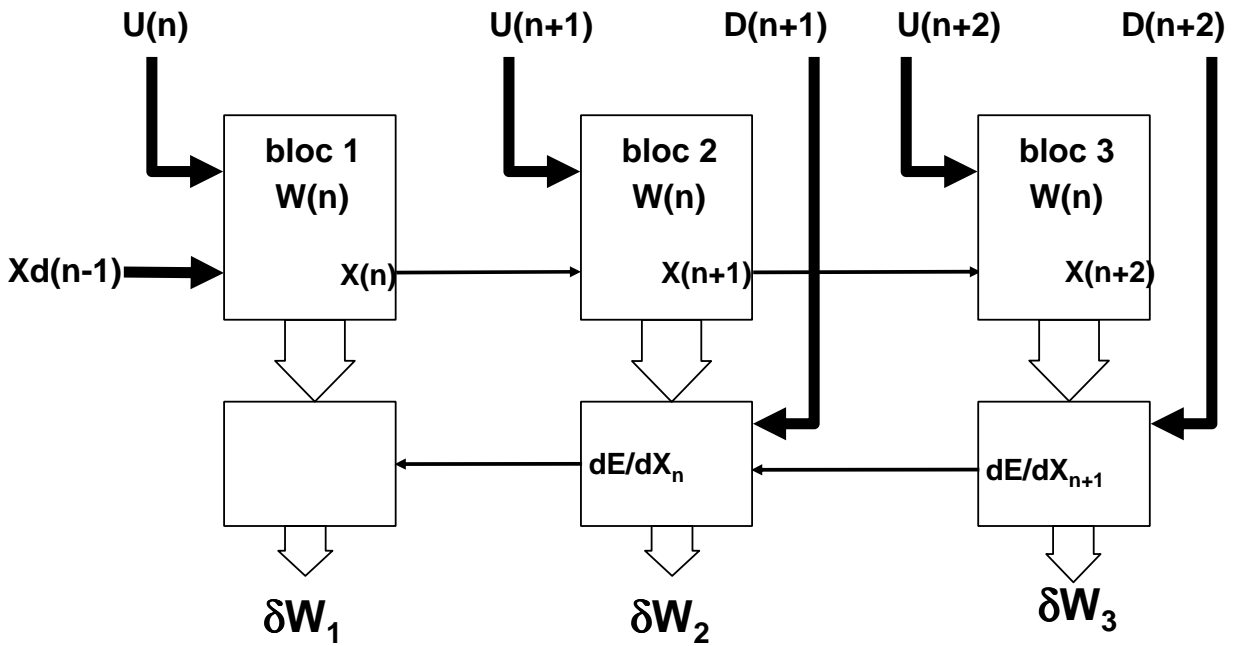 U(n)
U(n+1)
D(n+1)
U(n+2)
D(n+2)
bloc 1
W(n)
bloc 2
W(n)
bloc 3
W(n)
Xd(n-1)
X(n)
X(n+1)
X(n+2)
dE/dXₙ
dE/dXₙ₊₁
δW₁
δW₂
δW₃